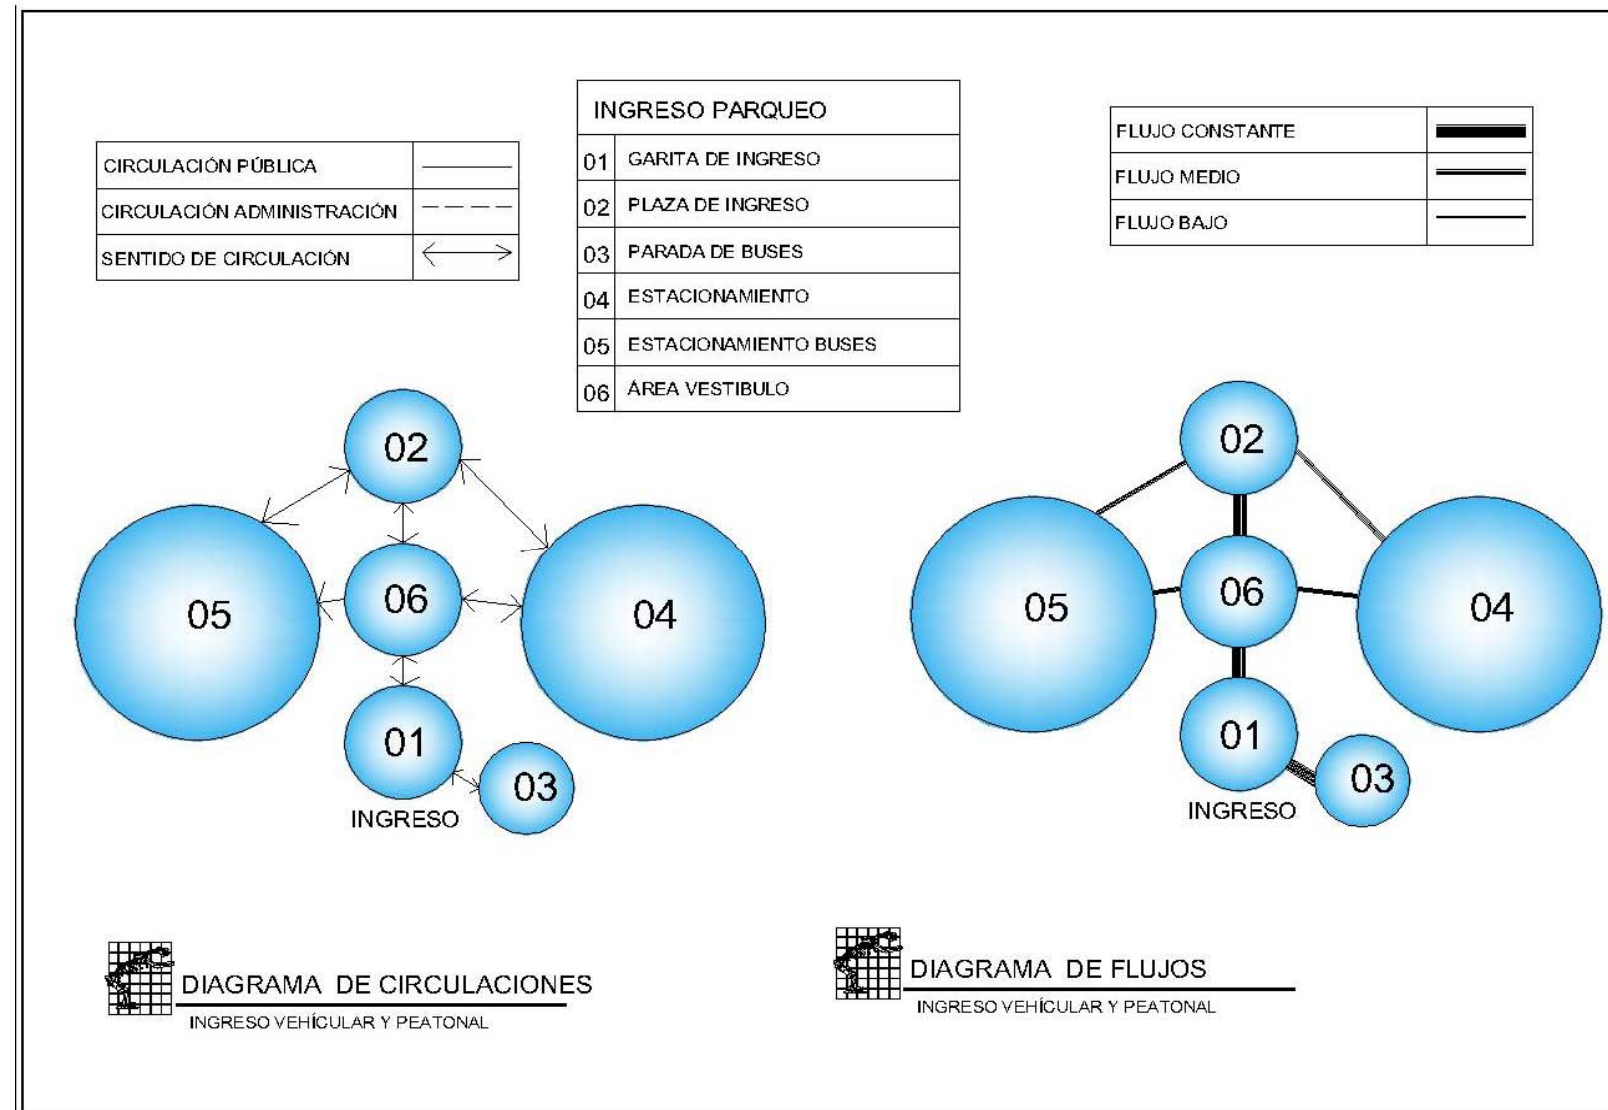 CIRCULACIÓN PÚBLICA
CIRCULACIÓN ADMINISTRACIÓN
SENTIDO DE CIRCULACIÓN
INGRESO PARQUEO
01 GARITA DE INGRESO
02 PLAZA DE INGRESO
03 PARADA DE BUSES
04 ESTACIONAMIENTO
05 ESTACIONAMIENTO BUSES
06 ÁREA VESTIBULO
FLUJO CONSTANTE
FLUJO MEDIO
FLUJO BAJO
02
05
06
04
01
03
INGRESO
02
05
06
04
01
03
INGRESO
DIAGRAMA DE CIRCULACIONES
INGRESO VEHÍCULAR Y PEATONAL
DIAGRAMA DE FLUJOS
INGRESO VEHÍCULAR Y PEATONAL